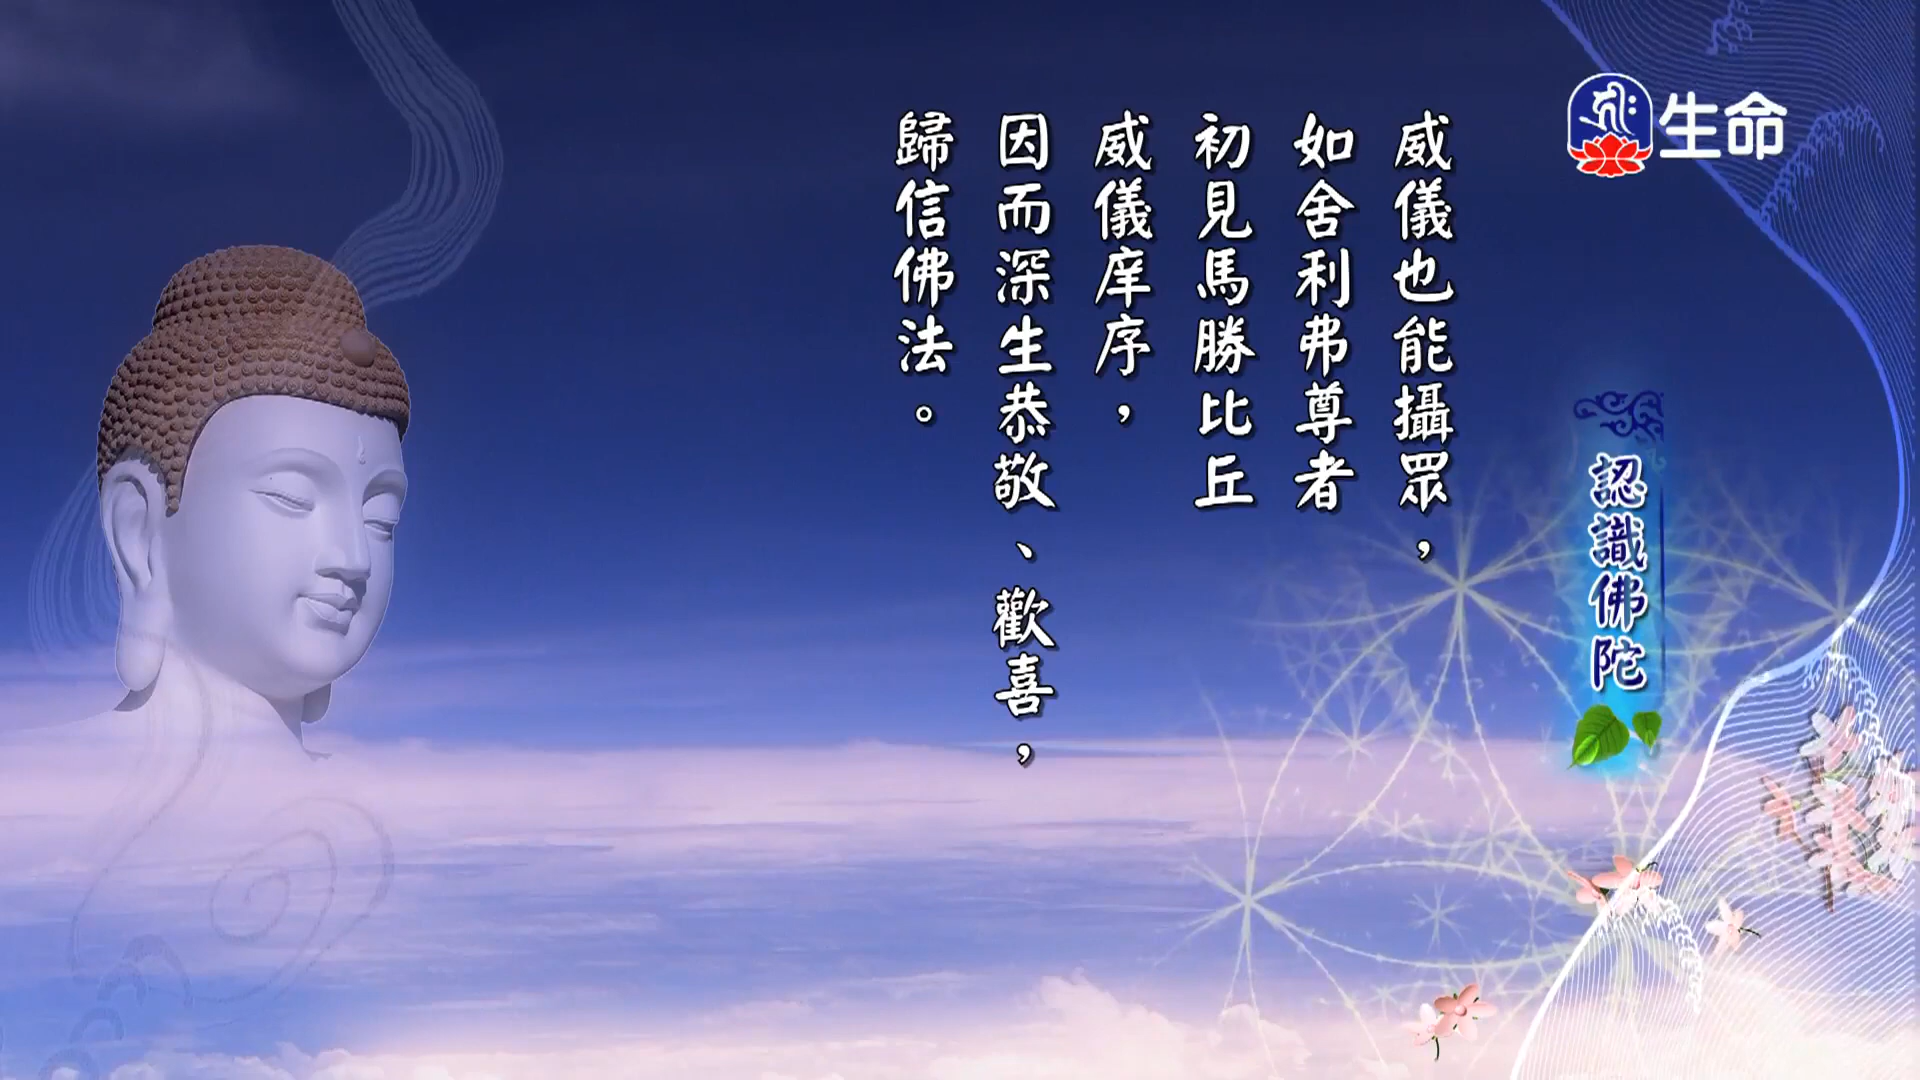 生命
認識佛陀
威儀也能攝眾，
如舍利弗尊者
初見馬勝比丘
威儀庠序，
因而深生恭敬、歡喜，
歸信佛法。